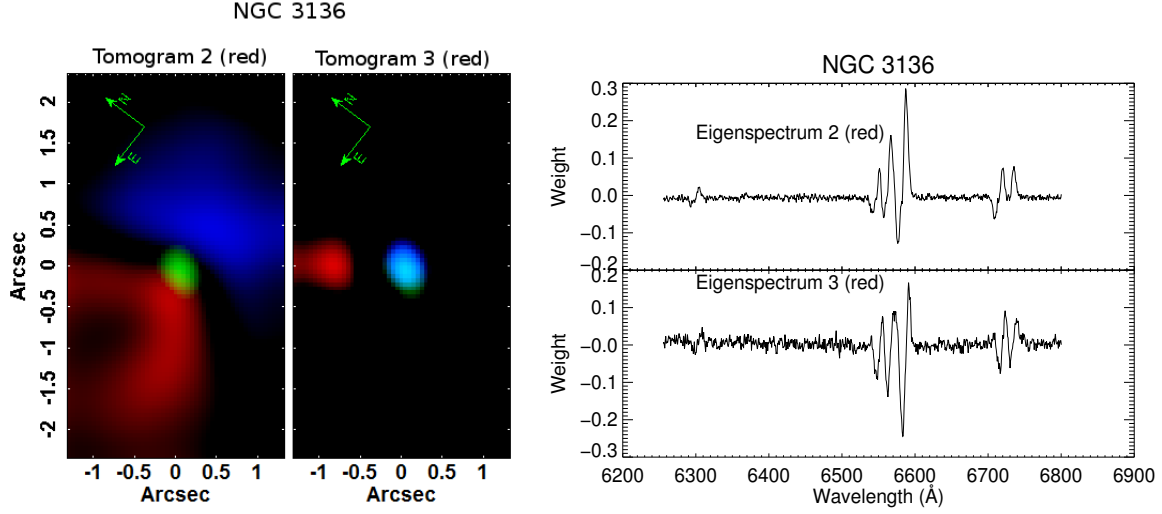 NGC 3136
Tomogram 2 (red)
Tomogram 3 (red)
N
E
N
E
2
1.5
1
0.5
0
-0.5
-1
-1.5
-2
Arcsec
-1 -0.5 0 0.5 1
Arcsec
-1 -0.5 0 0.5 1
Arcsec
NGC 3136
Eigenspectrum 2 (red)
0.3
0.2
0.1
0.0
-0.1
-0.2
Weight
Eigenspectrum 3 (red)
0.2
0.1
-0.0
-0.1
-0.2
-0.3
Weight
6200 6300 6400 6500 6600 6700 6800 6900
Wavelength (Å)